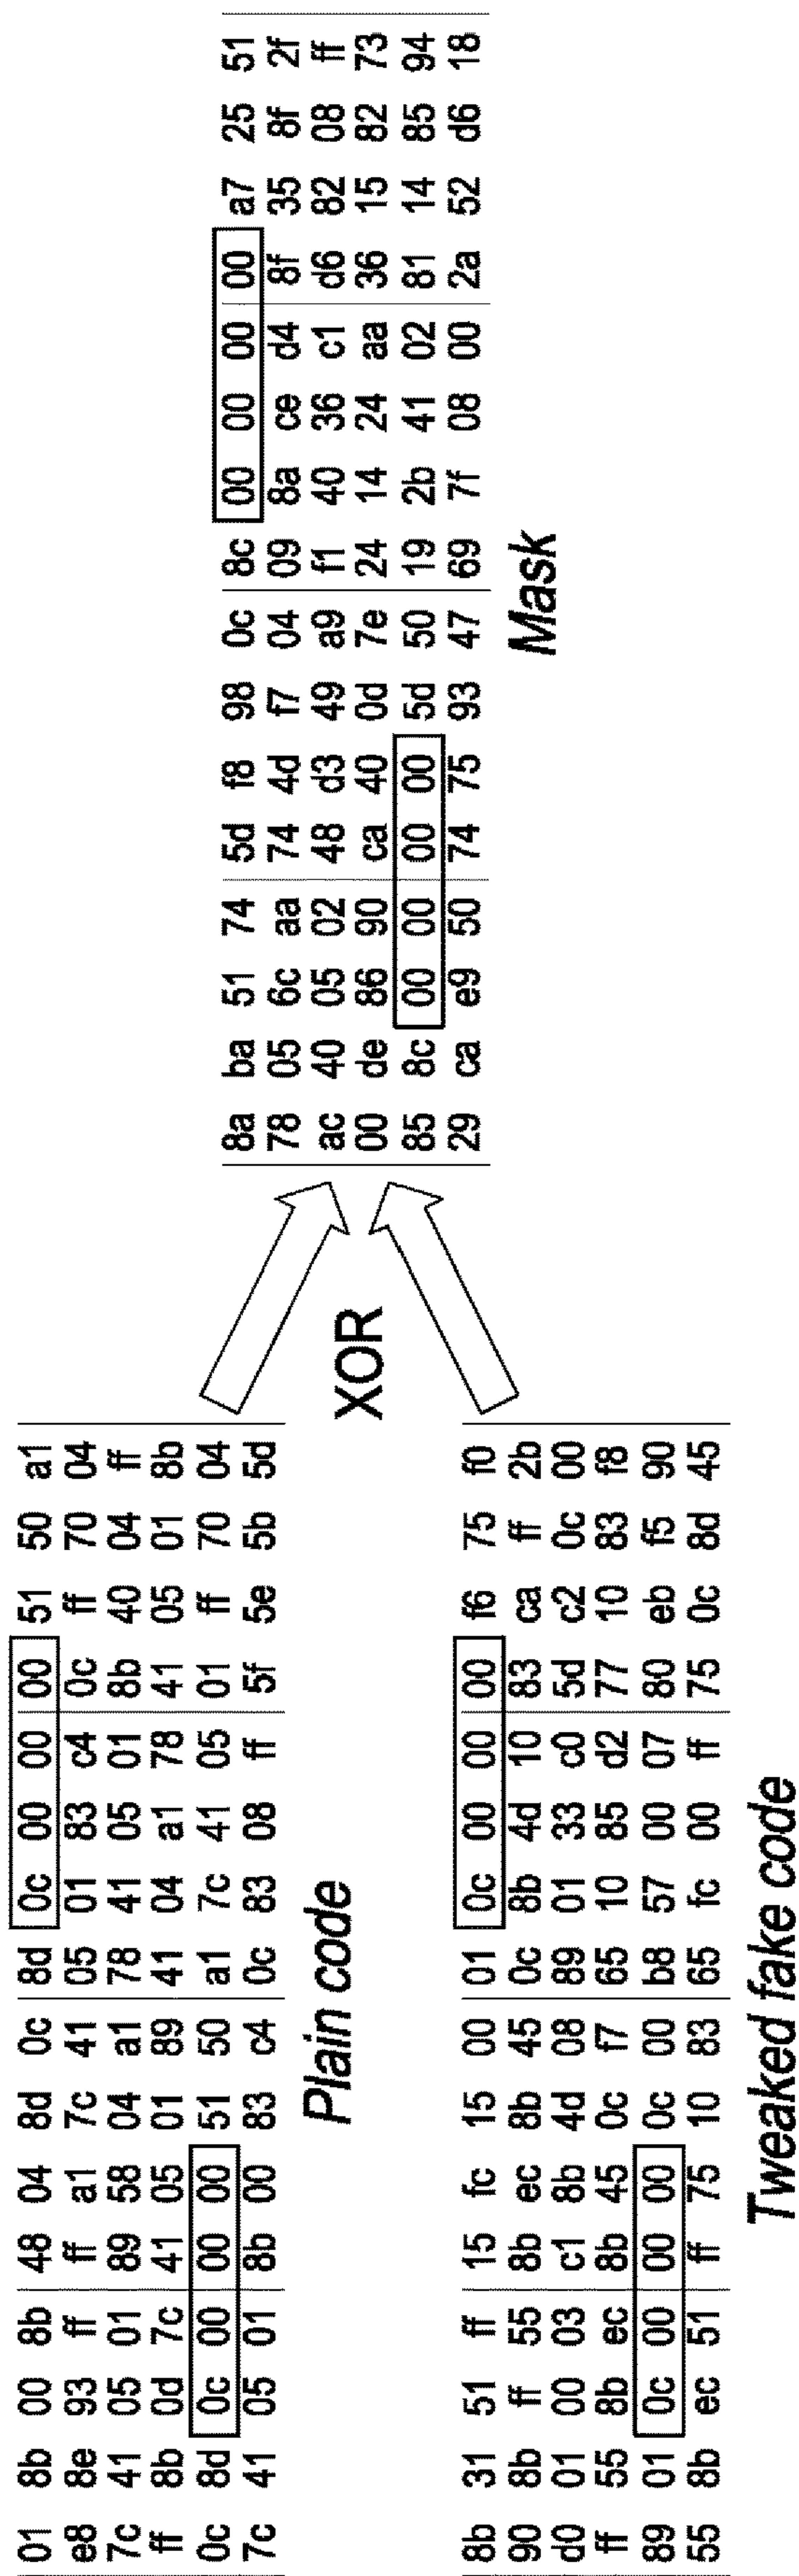 01 8b 00 8b 48 04 8d 0c 8d 0c 00 00 00 51 50 a1
e8 8e 93 ff ff a1 7c 41 05 01 83 c4 0c ff 70 04
7c 41 05 01 89 58 04 a1 78 41 05 01 8b 40 04 ff
ff 8b 0d 7c 41 05 01 89 41 04 a1 78 41 05 01 8b
0c 8d 0c 00 00 00 51 50 a1 7c 41 05 01 ff 70 04
7c 41 05 01 8b 00 83 c4 0c 83 08 ff 5f 5e 5b 5d
Plain code
8b 31 51 ff 15 fc 15 00 01 0c 00 00 00 f6 75 f0
90 8b ff 55 8b ec 8b 45 0c 8b 4d 10 83 ca ff 2b
d0 01 00 03 c1 8b 4d 08 89 01 33 c0 5d c2 0c 00
ff 55 8b ec 8b 45 0c f7 65 10 85 d2 77 10 83 f8
89 01 0c 00 00 00 0c 00 b8 57 00 07 80 eb f5 90
55 8b ec 51 ff 75 10 83 65 fc 00 ff 75 0c 8d 45
Tweaked fake code
XOR
8a ba 51 74 5d f8 98 0c 8c 00 00 00 00 a7 25 51
78 05 6c aa 74 4d f7 04 09 8a ce d4 8f 35 8f 2f
ac 40 05 02 48 d3 49 a9 f1 40 36 c1 d6 82 08 ff
00 de 86 90 ca 40 0d 7e 24 14 24 aa 36 15 82 73
85 8c 00 00 00 00 5d 50 19 2b 41 02 81 14 85 94
29 ca e9 50 74 75 93 47 69 7f 08 00 2a 52 d6 18
Mask